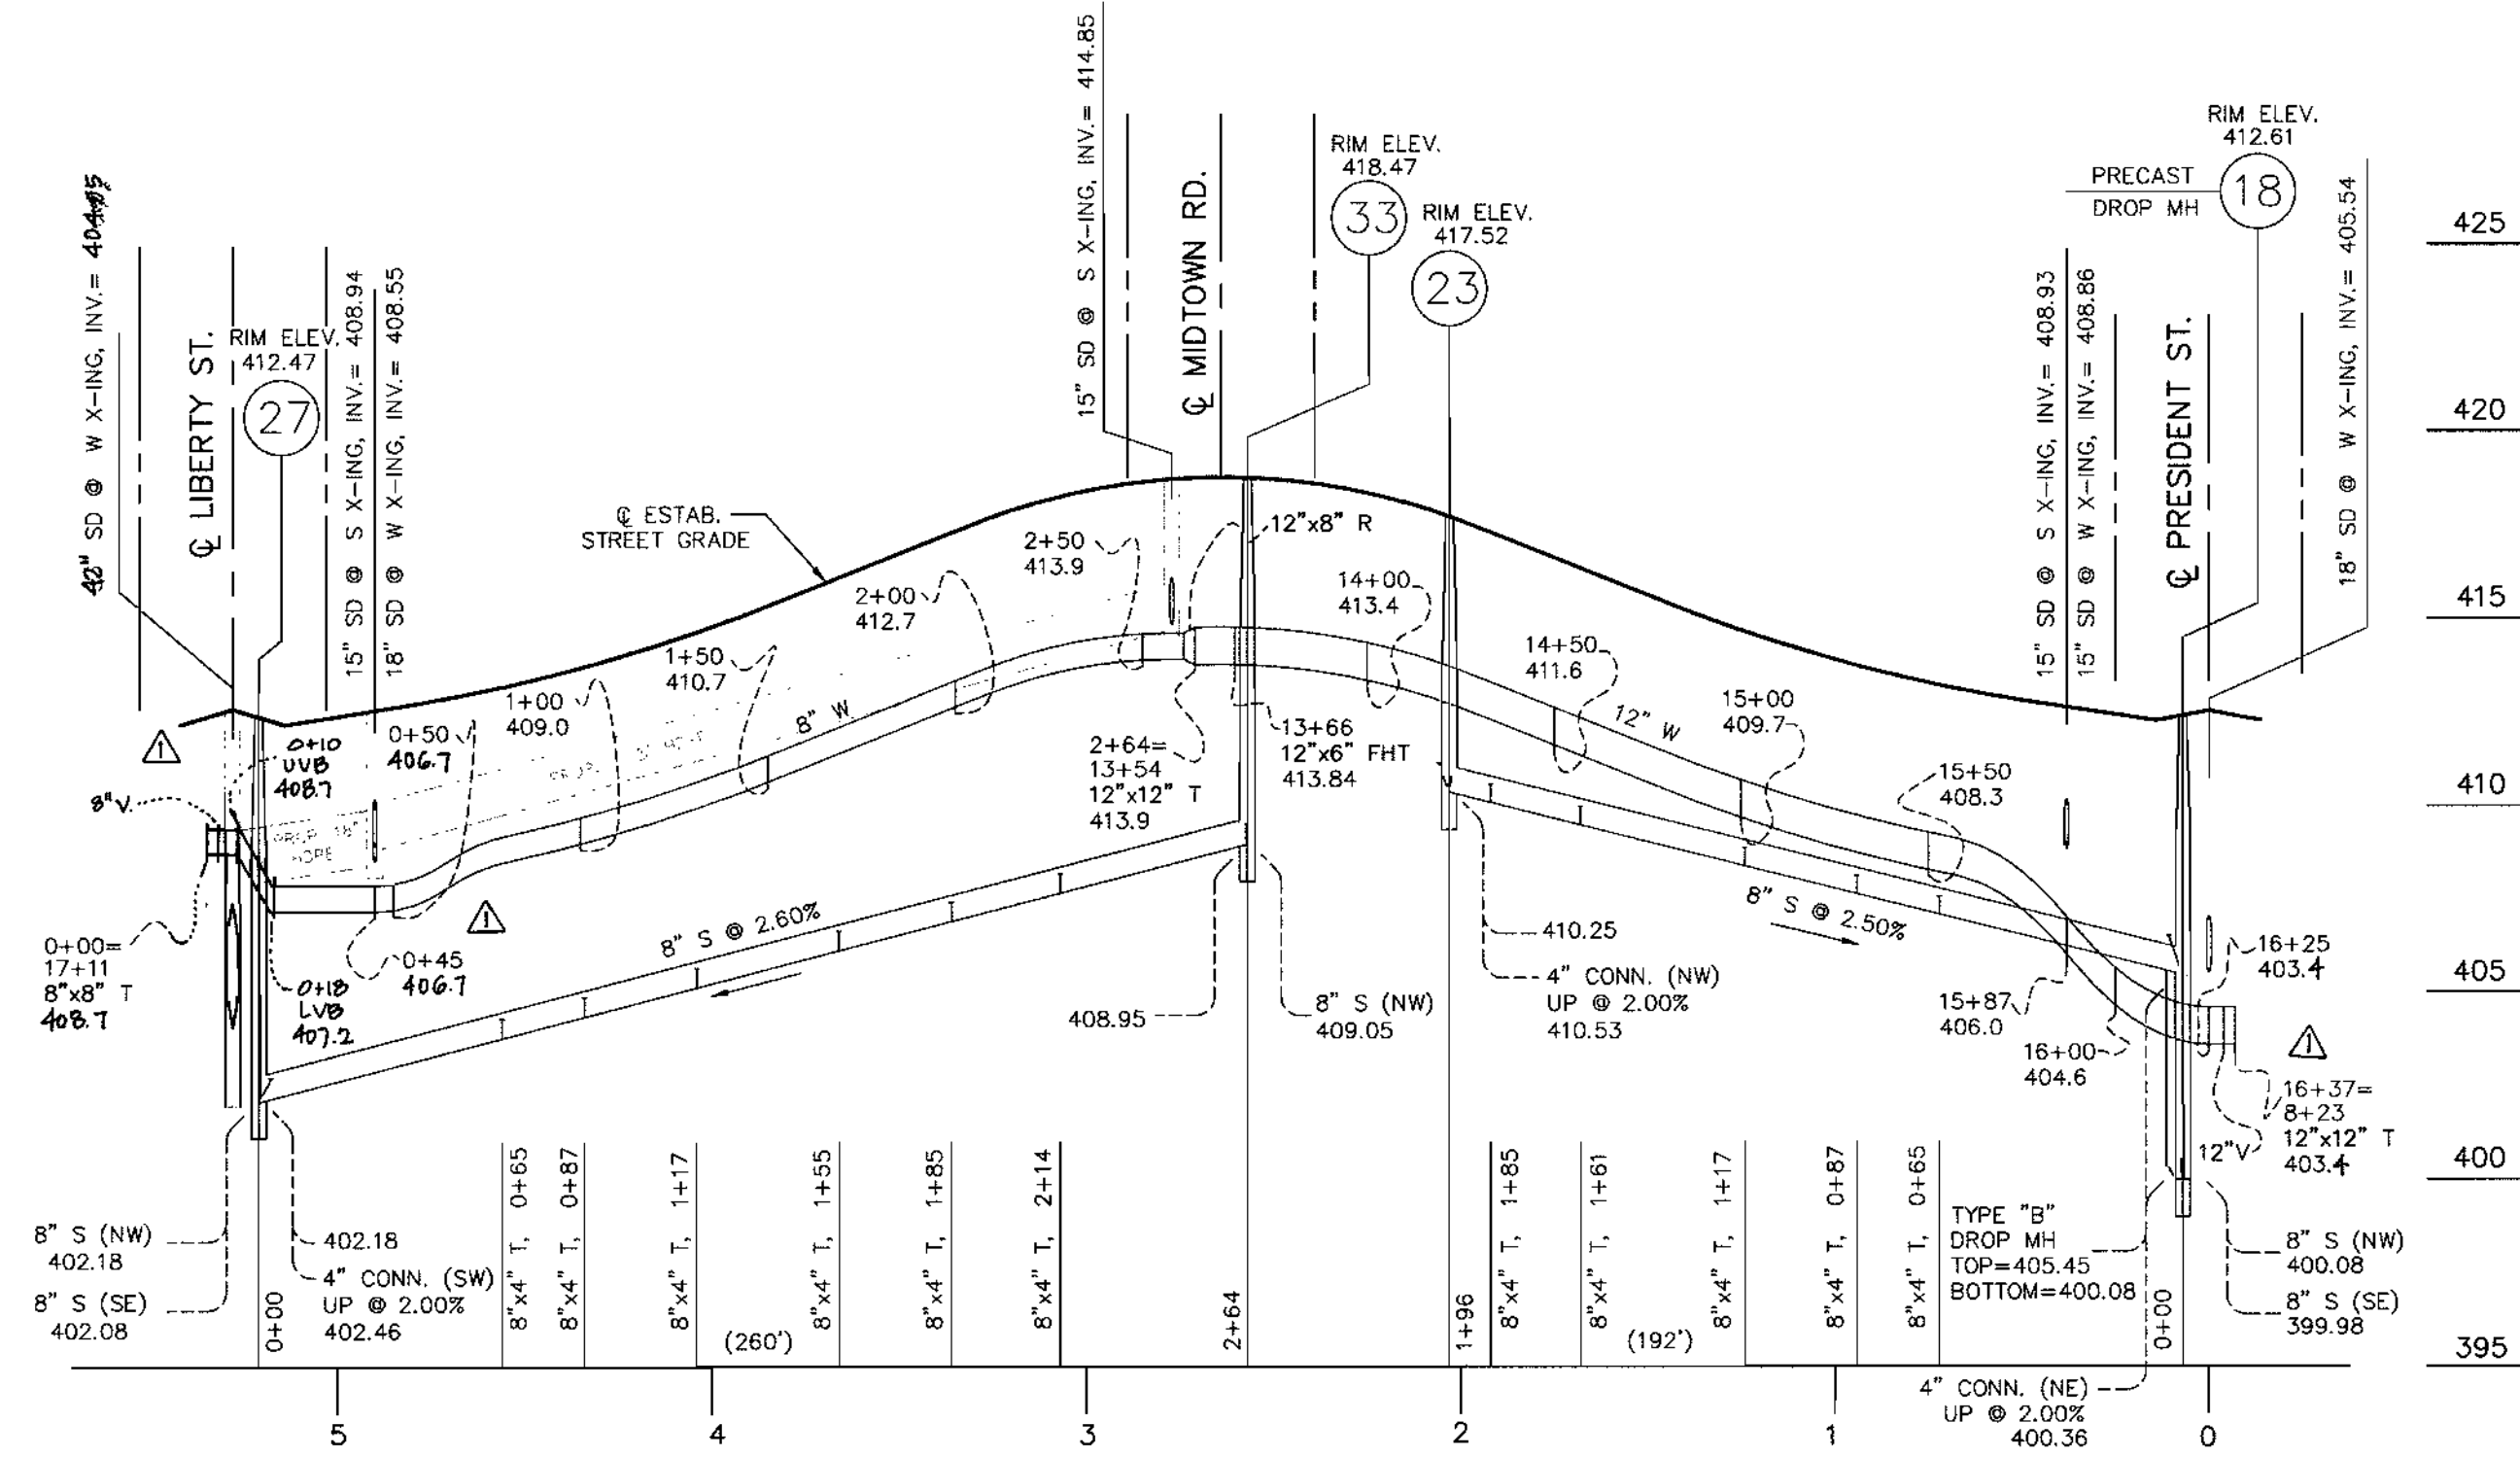 42" SD @ W X-ING, INV.=
℄ LIBERTY ST.
RIM ELEV.
412.47
27
15" SD @ S X-ING, INV.= 408.94
18" SD @ W X-ING, INV.= 408.55
℄ ESTAB.
STREET GRADE
15" SD @ S X-ING, INV.= 414.85
℄ MIDTOWN RD.
RIM ELEV.
418.47
33
RIM ELEV.
417.52
23
RIM ELEV.
412.61
PRECAST
DROP MH
18
15" SD @ S X-ING, INV.= 408.93
15" SD @ W X-ING, INV.= 408.86
℄ PRESIDENT ST.
18" SD @ W X-ING, INV.= 405.54
425
420
415
410
405
400
395
0+10
UVB
408.7
8"V.
0+50
406.7
1+00
409.0
1+50
410.7
2+00
412.7
2+50
413.9
12"x8" R
14+00
413.4
14+50
411.6
15+00
409.7
15+50
408.3
8" W
12" W
PROP. 18"
HDPE
2+64=
13+54
12"x12" T
413.9
13+66
12"x6" FHT
413.84
1
1
1
0+00=
17+11
8"x8" T
408.7
0+18
LVB
407.2
0+45
406.7
8" S @ 2.60%
8" S @ 2.50%
408.95
8" S (NW)
409.05
410.25
4" CONN. (NW)
UP @ 2.00%
410.53
15+87
406.0
16+00
404.6
16+25
403.4
16+37=
8+23
12"x12" T
403.4
12"V
8" S (NW)
402.18
8" S (SE)
402.08
402.18
4" CONN. (SW)
UP @ 2.00%
402.46
0+00
8"x4" T, 0+65
8"x4" T, 0+87
8"x4" T, 1+17
(260')
8"x4" T, 1+55
8"x4" T, 1+85
8"x4" T, 2+14
2+64
1+96
8"x4" T, 1+85
8"x4" T, 1+61
(192')
8"x4" T, 1+17
8"x4" T, 0+87
8"x4" T, 0+65
TYPE "B"
DROP MH
TOP=405.45
BOTTOM=400.08
0+00
8" S (NW)
400.08
8" S (SE)
399.98
4" CONN. (NE)
UP @ 2.00%
400.36
5
4
3
2
1
0